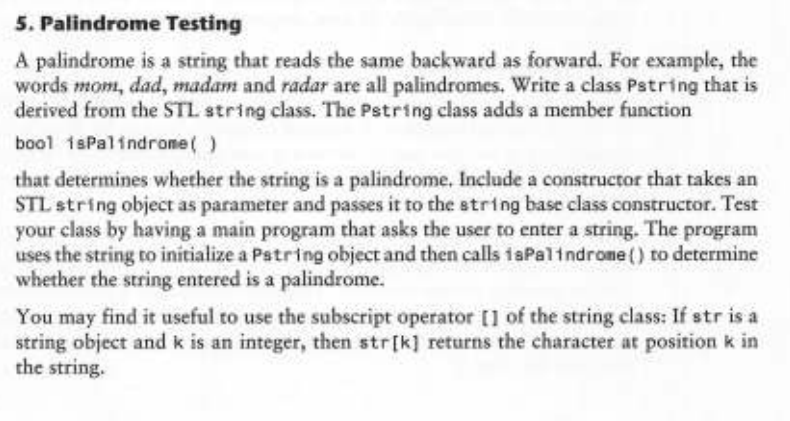 5. Palindrome Testing
A palindrome is a string that reads the same backward as forward. For example, the
words mom, dad, madam and radar are all palindromes. Write a class Pstring that is
derived from the STL string class. The Pstring class adds a member function
bool isPalindrome( )
that determines whether the string is a palindrome. Include a constructor that takes an
STL string object as parameter and passes it to the string base class constructor. Test
your class by having a main program that asks the user to enter a string. The program
uses the string to initialize a Pstring object and then calls isPalindrome() to determine
whether the string entered is a palindrome.
You may find it useful to use the subscript operator [] of the string class: If str is a
string object and k is an integer, then str[k] returns the character at position k in
the string.